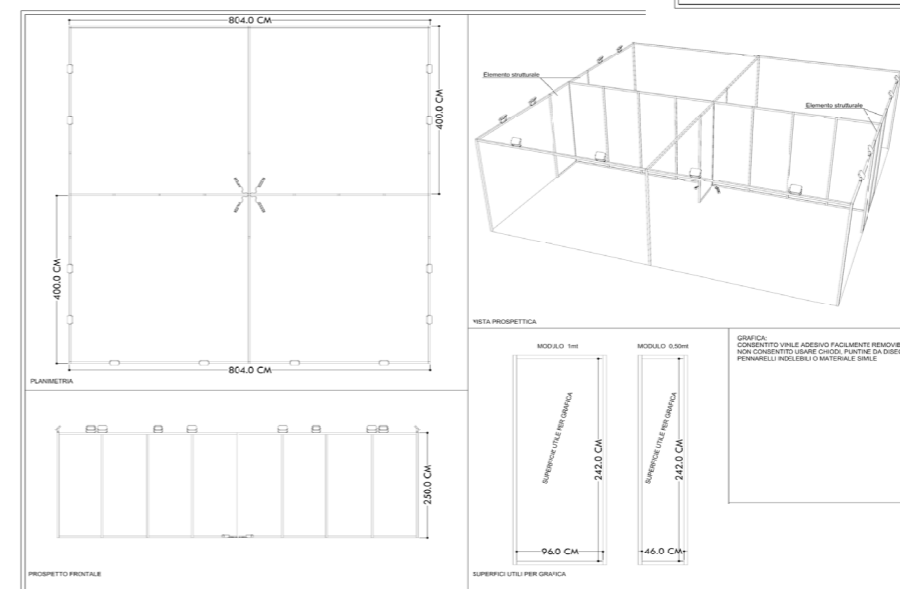 804.0 CM
400.0 CM
400.0 CM
804.0 CM
PLANIMETRIA
250.0 CM
PROSPETTO FRONTALE
Elemento strutturale
Elemento strutturale
VISTA PROSPETTICA
MODULO 1mt
MODULO 0,50mt
SUPERFICIE UTILE PER GRAFICA
242.0 CM
96.0 CM
SUPERFICIE UTILE PER GRAFICA
242.0 CM
46.0 CM
SUPERFICI UTILI PER GRAFICA
GRAFICA:
CONSENTITO VINILE ADESIVO FACILMENTE REMOVIB
NON CONSENTITO USARE CHIODI, PUNTINE DA DISEG
PENNARELLI INDELEBILI O MATERIALE SIMILE